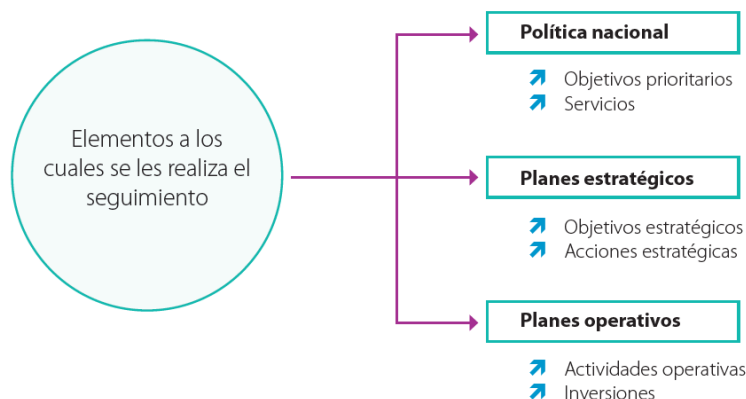 Elementos a los
cuales se les realiza el
seguimiento
Política nacional
Objetivos prioritarios
Servicios
Planes estratégicos
Objetivos estratégicos
Acciones estratégicas
Planes operativos
Actividades operativas
Inversiones